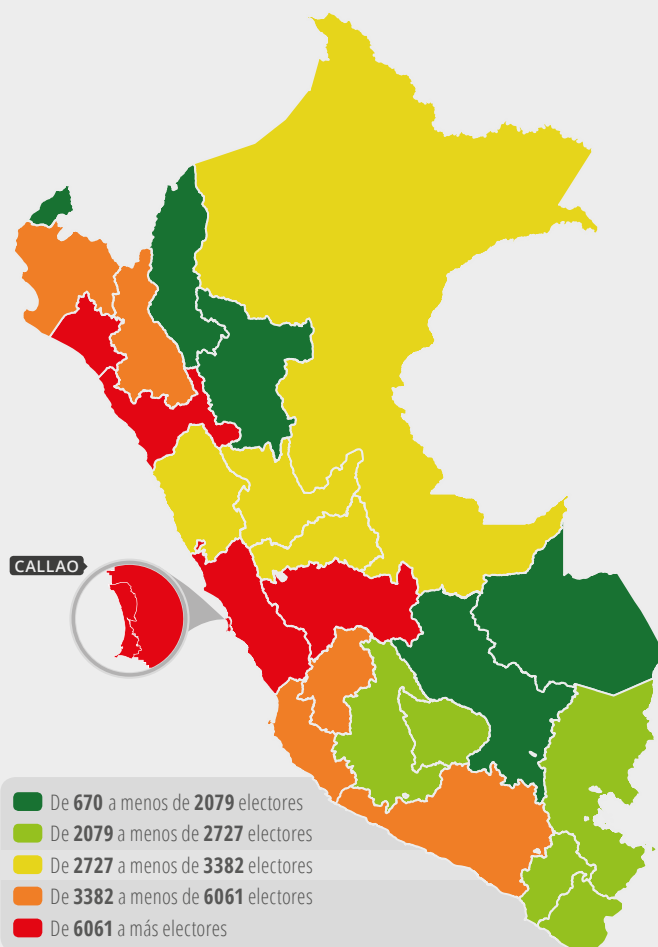 CALLAO
De 670 a menos de 2079 electores
De 2079 a menos de 2727 electores
De 2727 a menos de 3382 electores
De 3382 a menos de 6061 electores
De 6061 a más electores